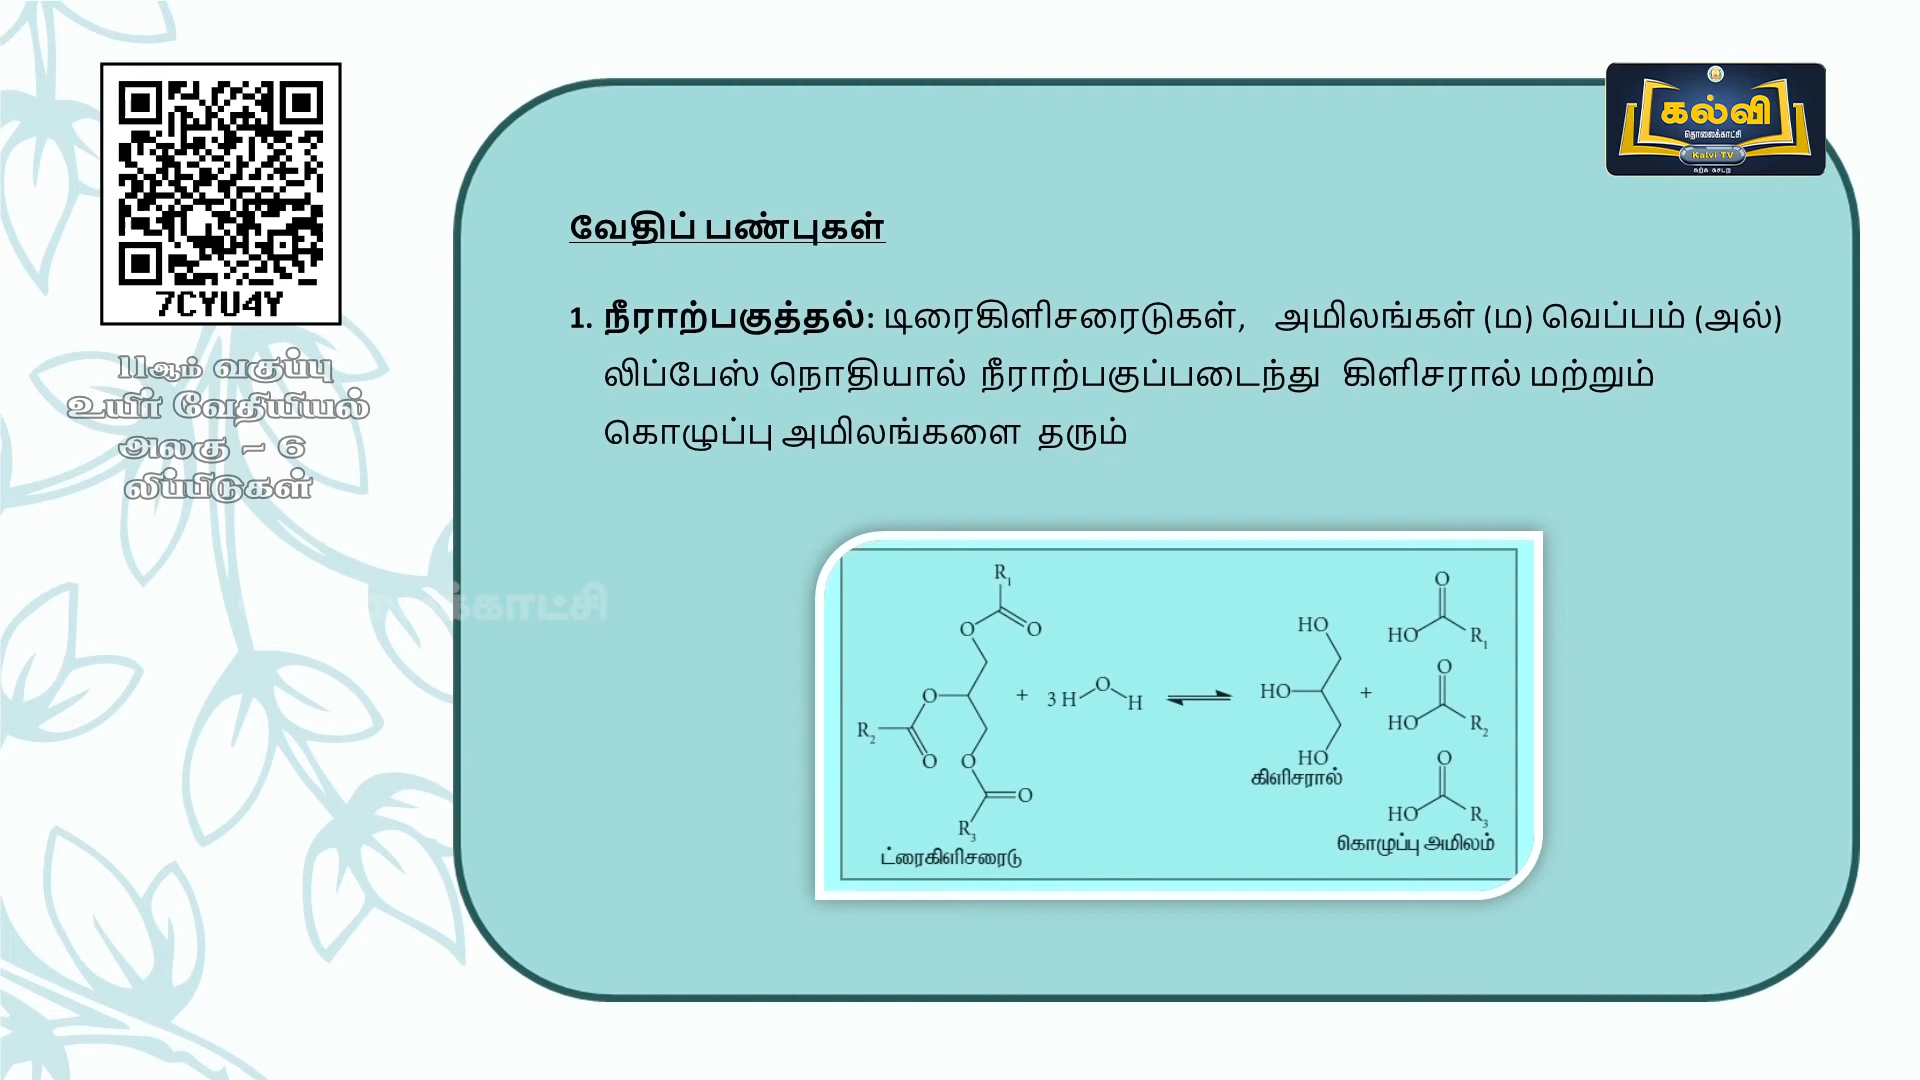 7CYU4Y
11ஆம் வகுப்பு
உயிர் வேதியியல்
அலகு – 6
லிப்பிடுகள்
கல்வி
தொலைக்காட்சி
Kalvi TV
கற்க கசடற
வேதிப் பண்புகள்
1. நீராற்பகுத்தல்: டிரைகிளிசரைடுகள், அமிலங்கள் (ம) வெப்பம் (அல்)
லிப்பேஸ் நொதியால் நீராற்பகுப்படைந்து கிளிசரால் மற்றும்
கொழுப்பு அமிலங்களை தரும்
R₁
O O
O
R₂
O O
O
R₃
ட்ரைகிளிசரைடு
+ 3 H O H
HO
HO
HO
கிளிசரால்
+
O
HO R₁
O
HO R₂
O
HO R₃
கொழுப்பு அமிலம்